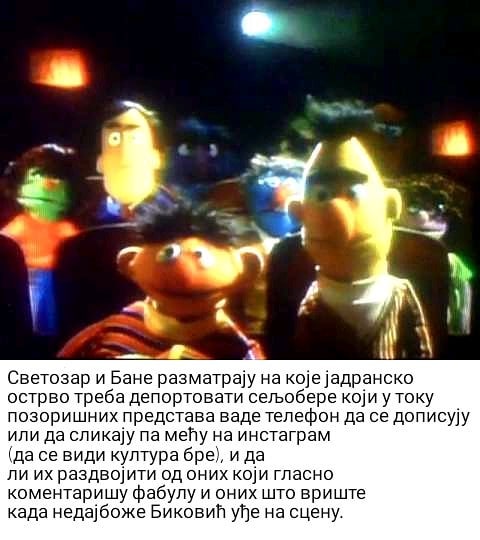 Светозар и Бане разматрају на које јадранско
острво треба депортовати сељобере који у току
позоришних представа ваде телефон да се дописују
или да сликају па мећу на инстаграм
(да се види култура бре), и да
ли их раздвојити од оних који гласно
коментаришу фабулу и оних што вриште
када недајбоже Биковић уђе на сцену.